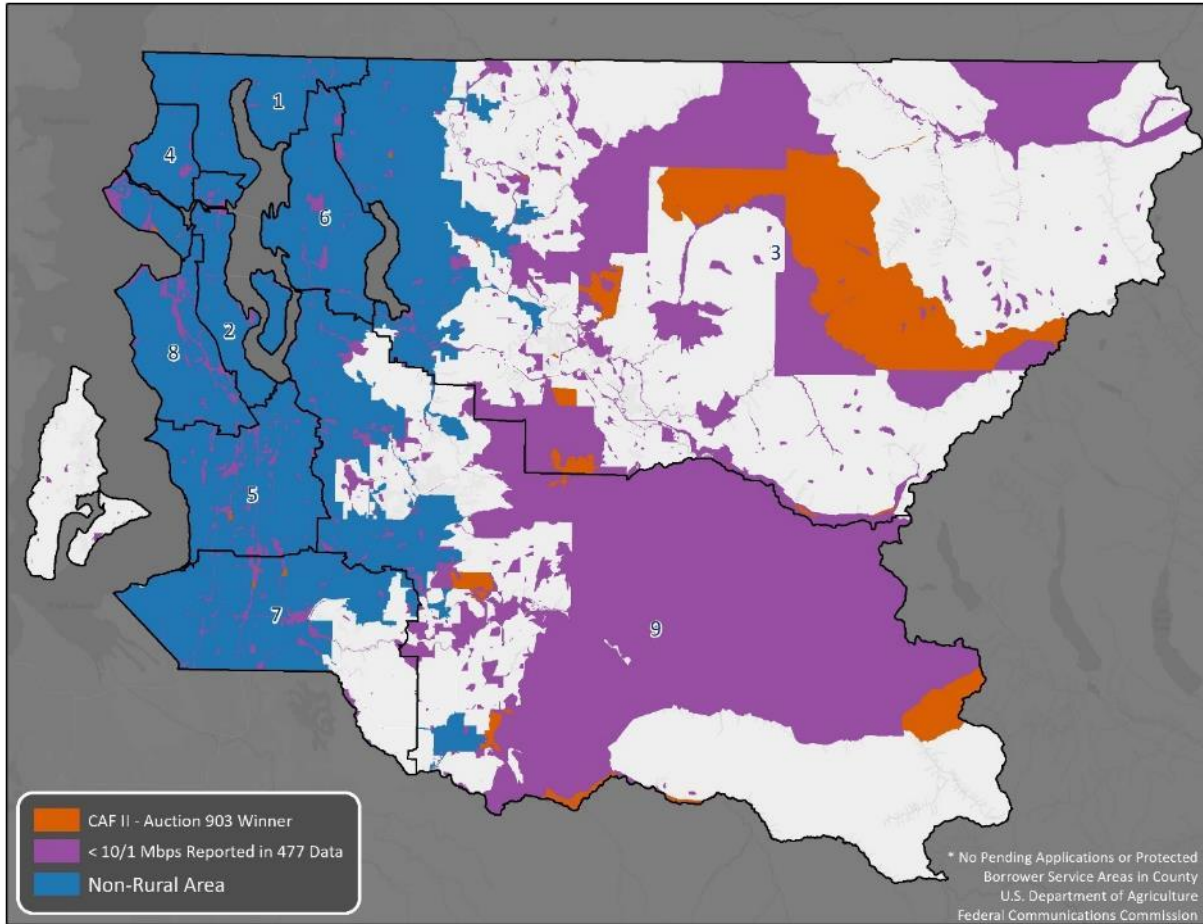 1
4
6
3
2
8
5
7
9
CAF II - Auction 903 Winner
< 10/1 Mbps Reported in 477 Data
Non-Rural Area
* No Pending Applications or Protected
Borrower Service Areas in County
U.S. Department of Agriculture
Federal Communications Commission